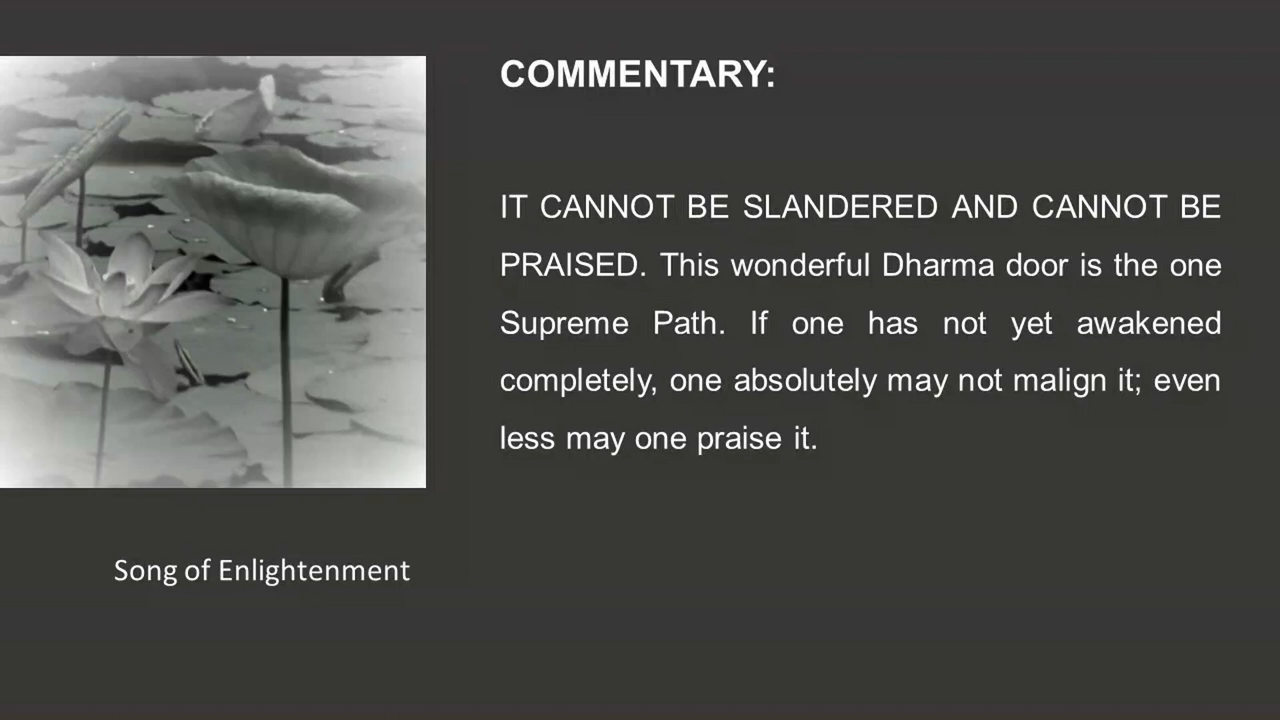 COMMENTARY:
IT CANNOT BE SLANDERED AND CANNOT BE
PRAISED. This wonderful Dharma door is the one
Supreme Path. If one has not yet awakened
completely, one absolutely may not malign it; even
less may one praise it.
Song of Enlightenment